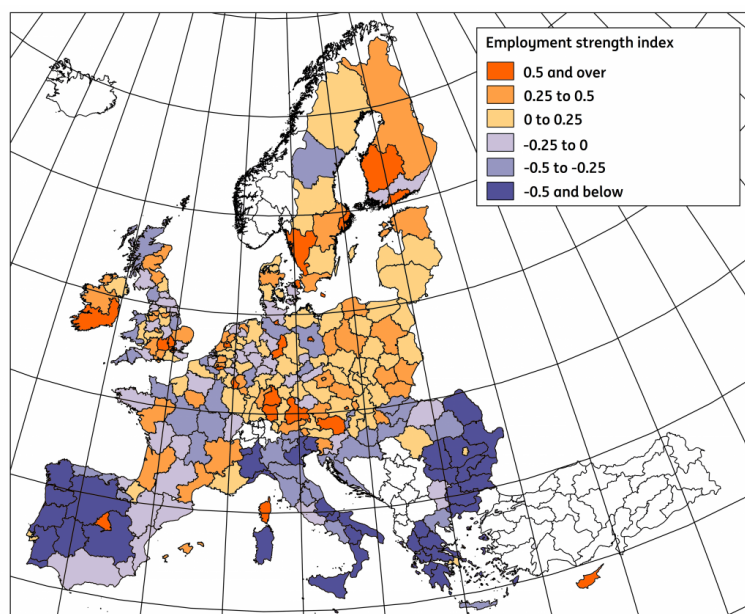 Employment strength index
0.5 and over
0.25 to 0.5
0 to 0.25
-0.25 to 0
-0.5 to -0.25
-0.5 and below